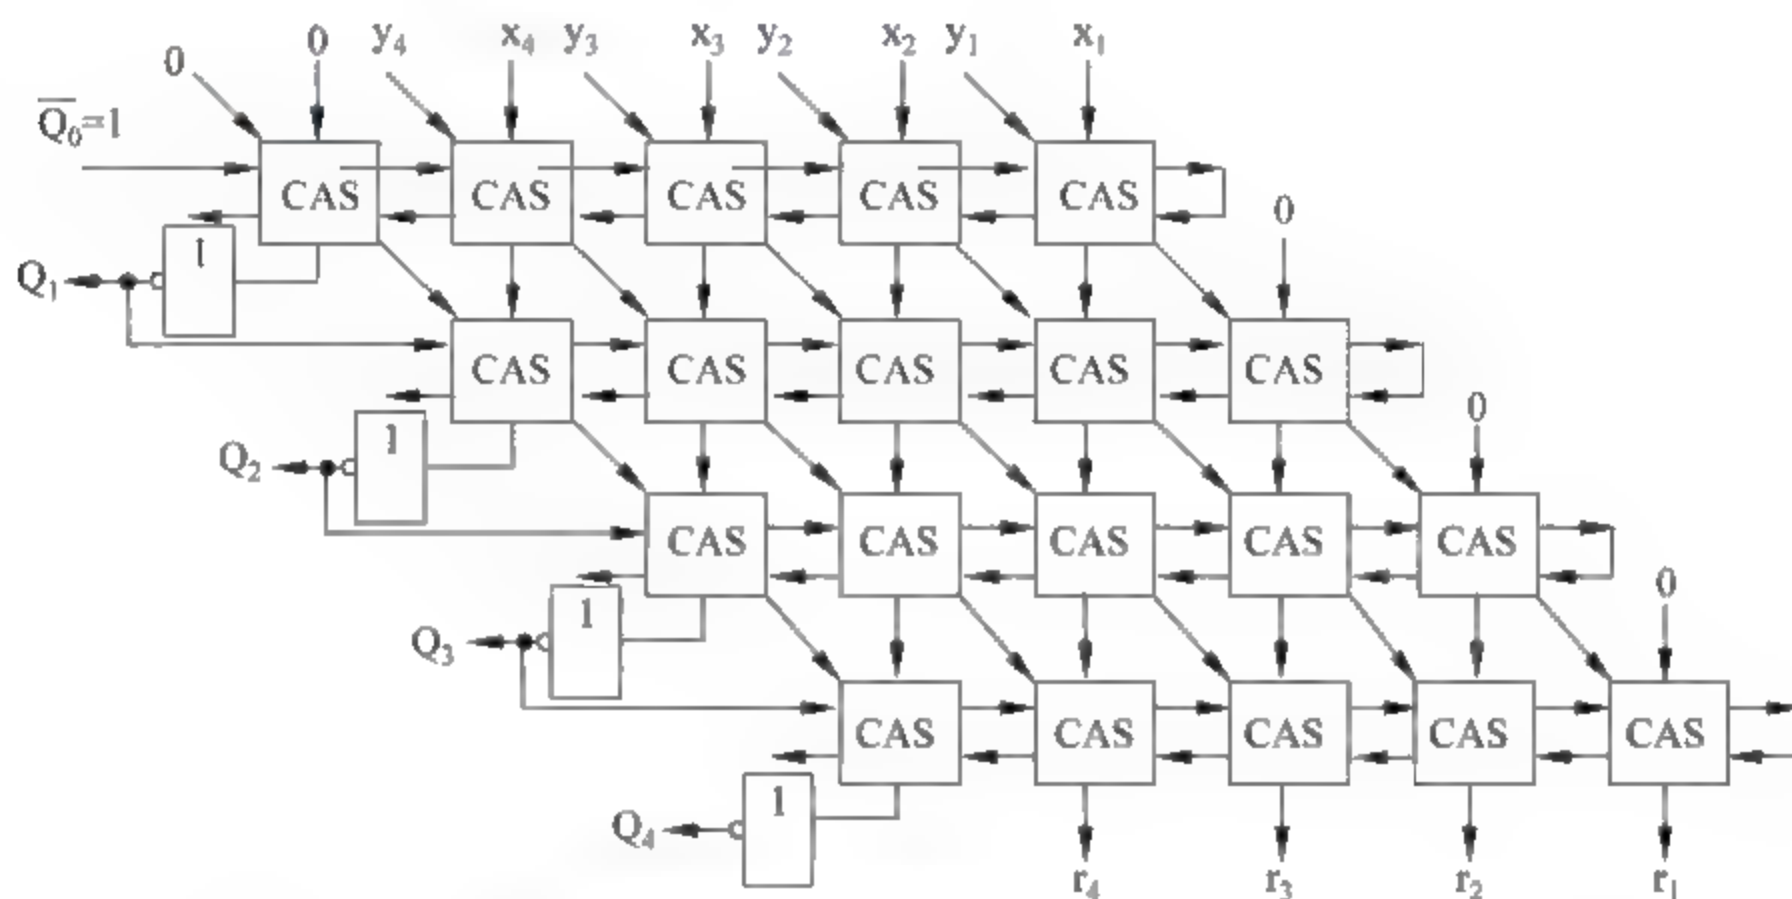 0 0 y₄ x₄ y₃ x₃ y₂ x₂ y₁ x₁
Q̅₀=1
CAS CAS CAS CAS CAS
1 0
Q₁
CAS CAS CAS CAS CAS
1 0
Q₂
CAS CAS CAS CAS CAS
1 0
Q₃
CAS CAS CAS CAS CAS
1
Q₄
r₄ r₃ r₂ r₁